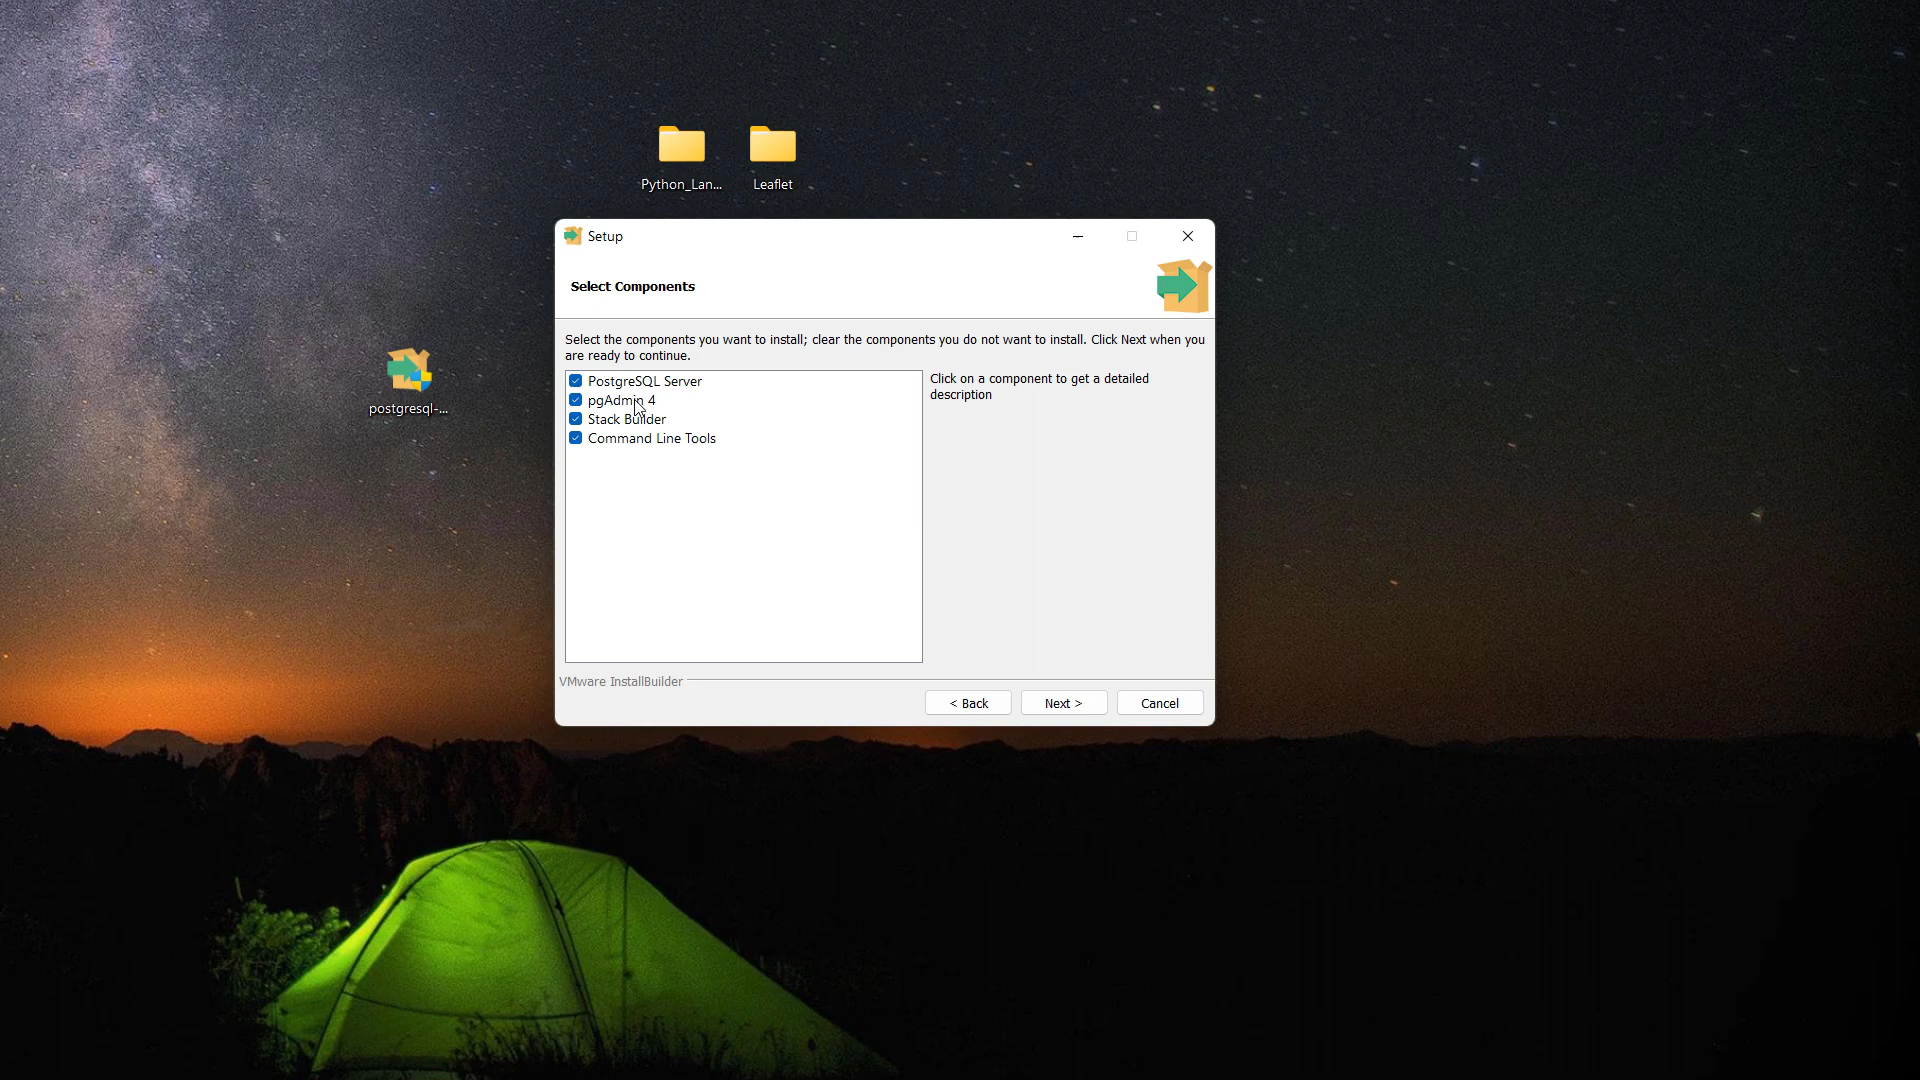 Python_Lan...
Leaflet
Setup
Select Components
Select the components you want to install; clear the components you do not want to install. Click Next when you
are ready to continue.
PostgreSQL Server
pgAdmin 4
Stack Builder
Command Line Tools
Click on a component to get a detailed
description
postgresql-...
VMware InstallBuilder
< Back
Next >
Cancel